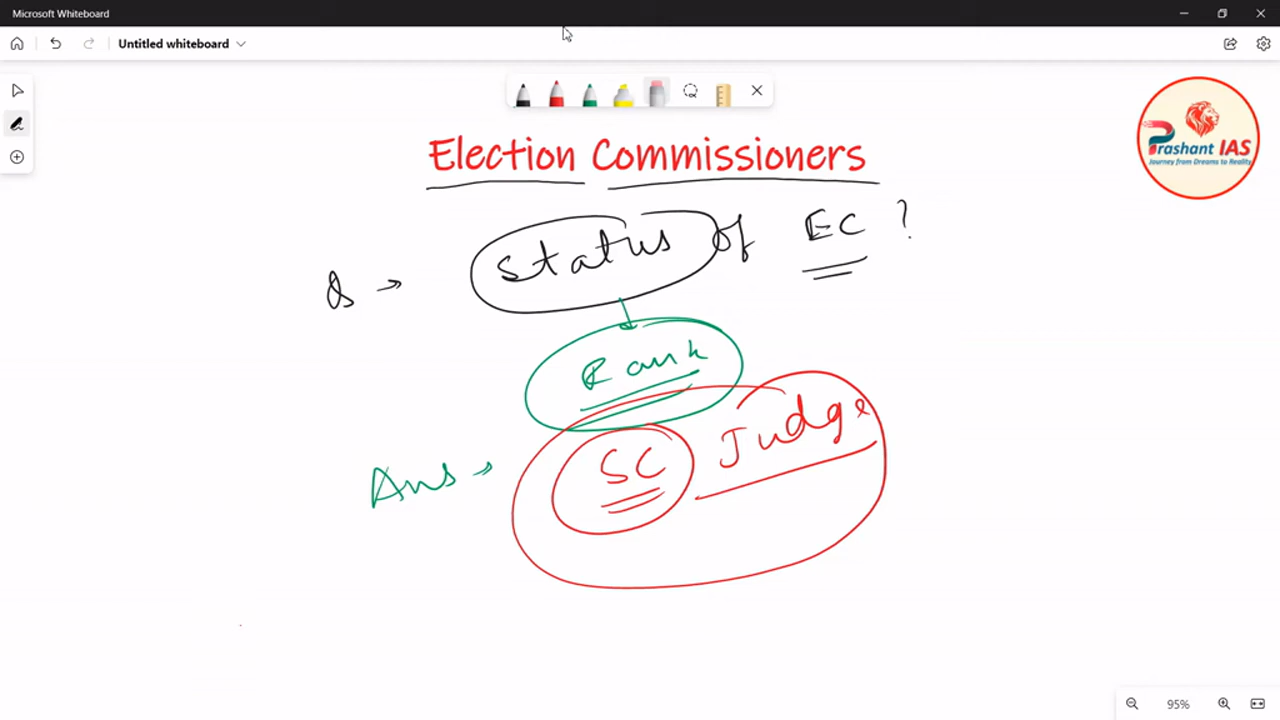 Microsoft Whiteboard
Untitled whiteboard
Prashant IAS
Journey from Dreams to Reality
Election Commissioners
Q → Status of EC ?
Rank
Ans → SC Judge
95%